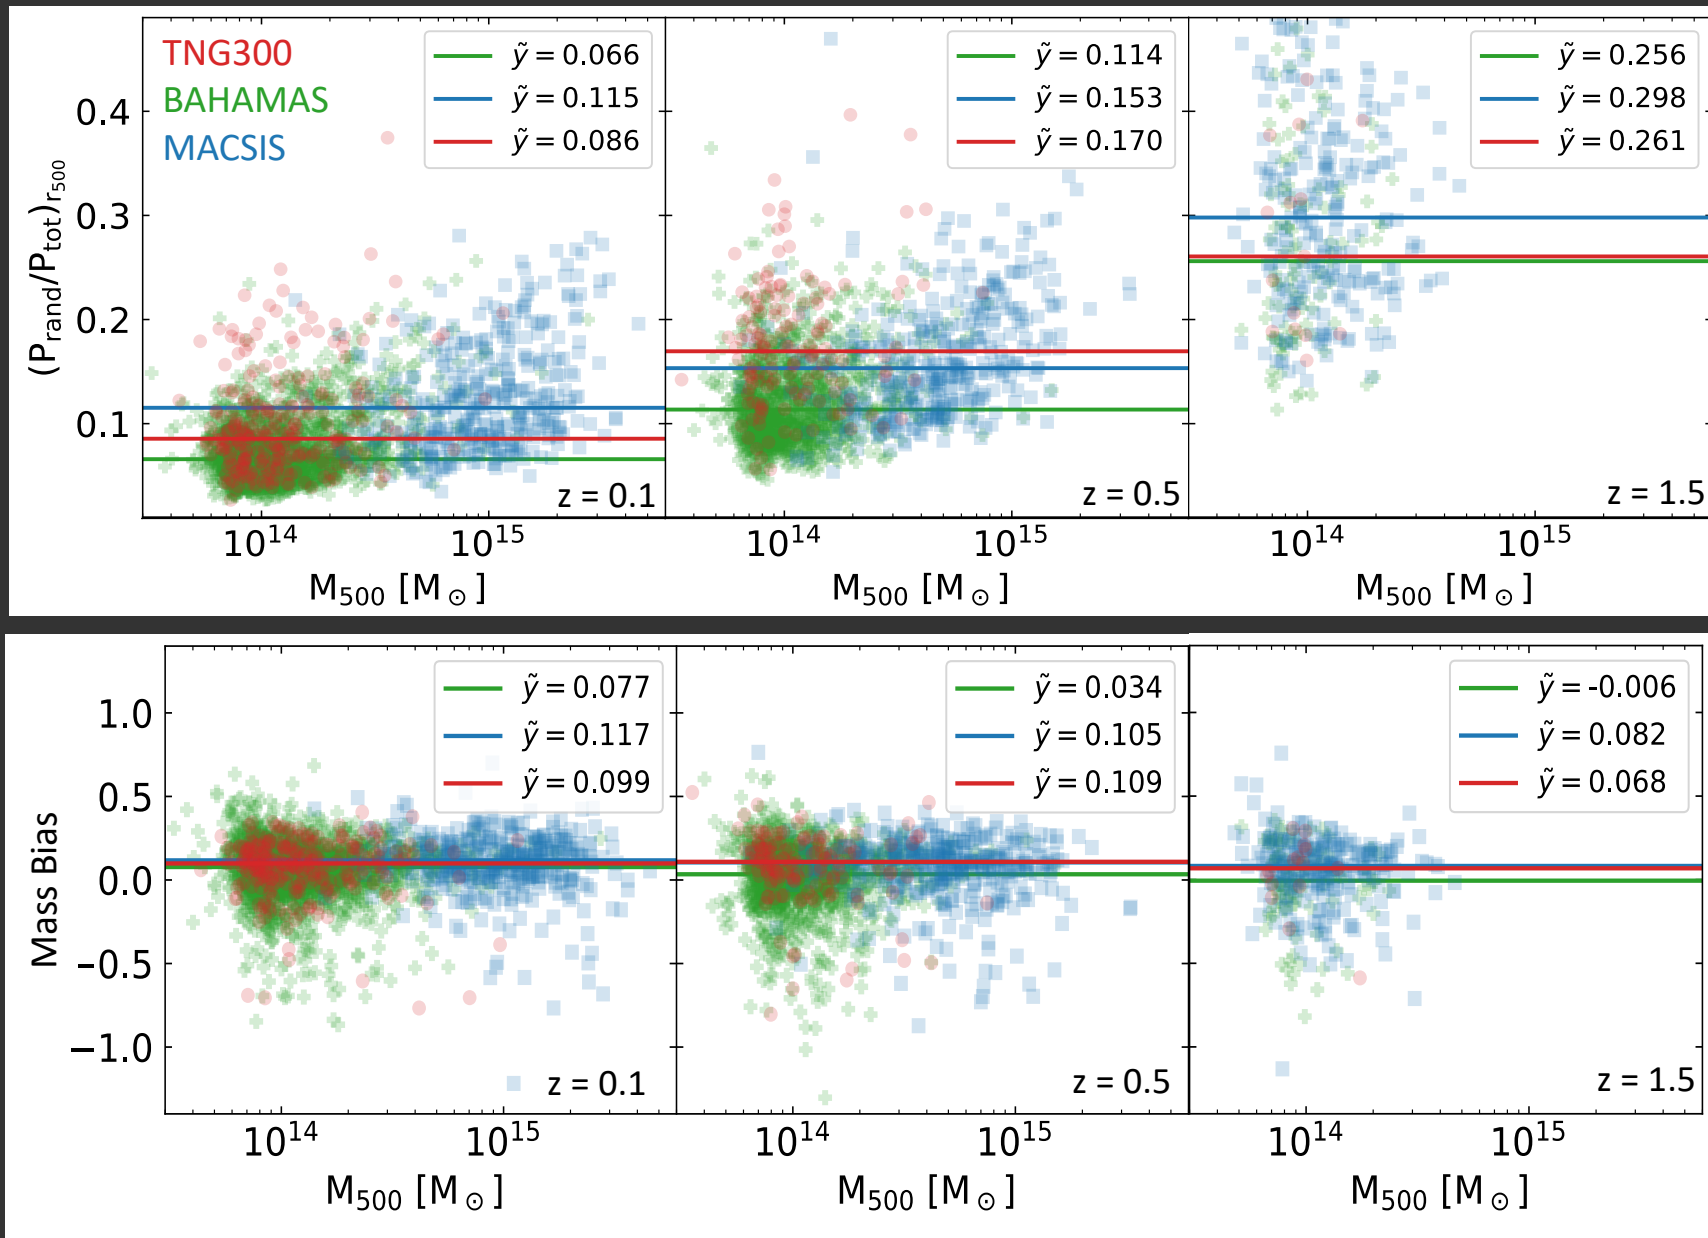 TNG300
BAHAMAS
MACSIS
ỹ = 0.066
ỹ = 0.115
ỹ = 0.086
ỹ = 0.114
ỹ = 0.153
ỹ = 0.170
ỹ = 0.256
ỹ = 0.298
ỹ = 0.261
(P_rand/P_tot)_r_500
0.4
0.3
0.2
0.1
z = 0.1
z = 0.5
z = 1.5
10^14 10^15
10^14 10^15
10^14 10^15
M_500 [M_⊙]
M_500 [M_⊙]
M_500 [M_⊙]
ỹ = 0.077
ỹ = 0.117
ỹ = 0.099
ỹ = 0.034
ỹ = 0.105
ỹ = 0.109
ỹ = -0.006
ỹ = 0.082
ỹ = 0.068
Mass Bias
1.0
0.5
0.0
−0.5
−1.0
z = 0.1
z = 0.5
z = 1.5
10^14 10^15
10^14 10^15
10^14 10^15
M_500 [M_⊙]
M_500 [M_⊙]
M_500 [M_⊙]